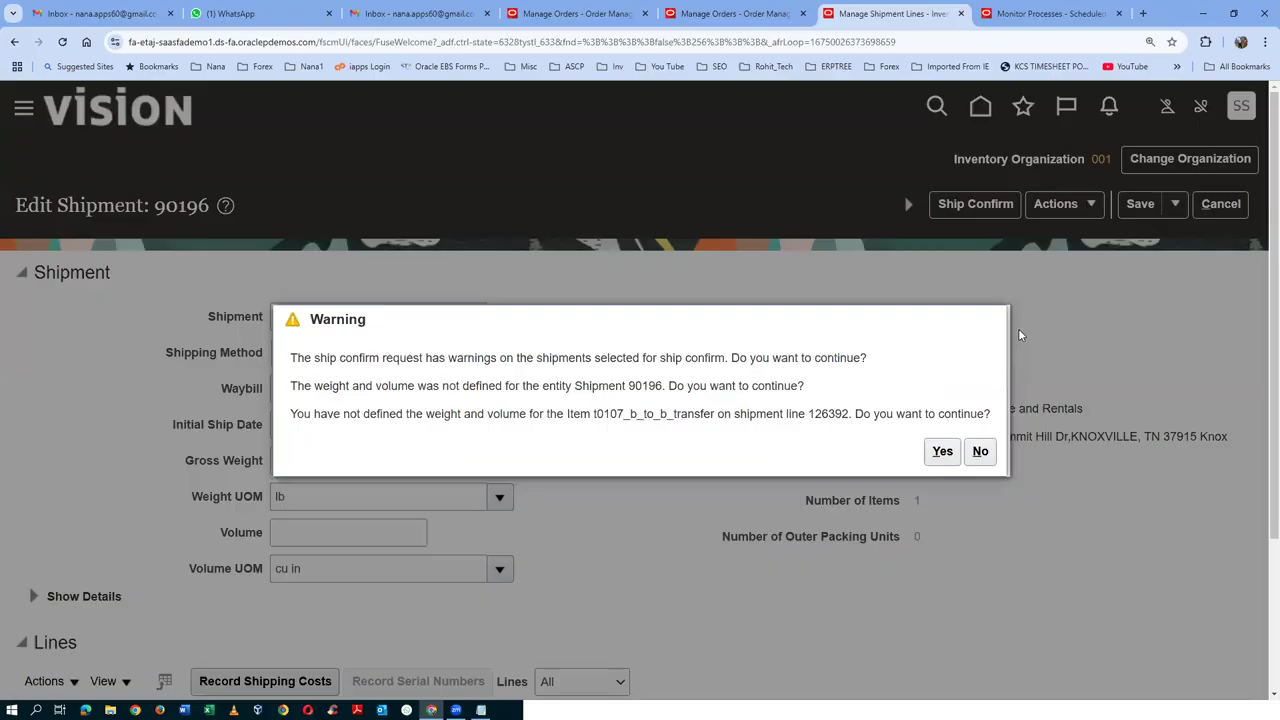 Inbox - nana.apps60@gmail.co
(1) WhatsApp
Inbox - nana.apps60@gmail.co
Manage Orders - Order Manag
Manage Orders - Order Manag
Manage Shipment Lines - Inve
Monitor Processes - Schedule
fa-etaj-saasfademo1.ds-fa.oraclepdemos.com/fscmUI/faces/FuseWelcome?_adf.ctrl-state=6328tystl_633&fnd=%3B%3B%3B%3Bfalse%3B256%3B%3B%3B&_afrLoop=16750026373698659
Suggested Sites
Bookmarks
Nana
Forex
Nana1
iapps Login
Oracle EBS Forms P...
Misc
ASCP
Inv
You Tube
SEO
Rohit_Tech
ERPTREE
Forex
Imported From IE
KCS TIMESHEET PO...
YouTube
»
All Bookmarks
vision
SS
Inventory Organization 001
Change Organization
Edit Shipment: 90196
Ship Confirm
Actions
Save
Cancel
Shipment
Shipment
Shipping Method
Waybill
Initial Ship Date
Gross Weight
Weight UOM lb
Volume
Volume UOM cu in
Show Details
Warning
The ship confirm request has warnings on the shipments selected for ship confirm. Do you want to continue?
The weight and volume was not defined for the entity Shipment 90196. Do you want to continue?
You have not defined the weight and volume for the Item t0107_b_to_b_transfer on shipment line 126392. Do you want to continue?
Yes
No
e and Rentals
mmit Hill Dr,KNOXVILLE, TN 37915 Knox
Number of Items 1
Number of Outer Packing Units 0
Lines
Actions
View
Record Shipping Costs
Record Serial Numbers
Lines
All